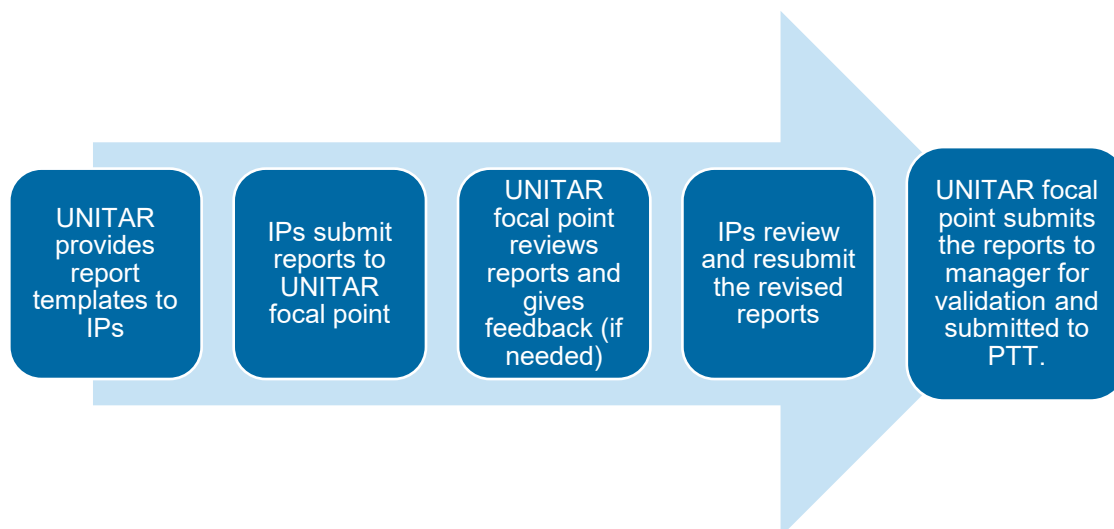 UNITAR
provides
report
templates to
IPs
IPs submit
reports to
UNITAR
focal point
UNITAR
focal point
reviews
reports and
gives
feedback (if
needed)
IPs review
and resubmit
the revised
reports
UNITAR focal
point submits
the reports to
manager for
validation and
submitted to
PTT.